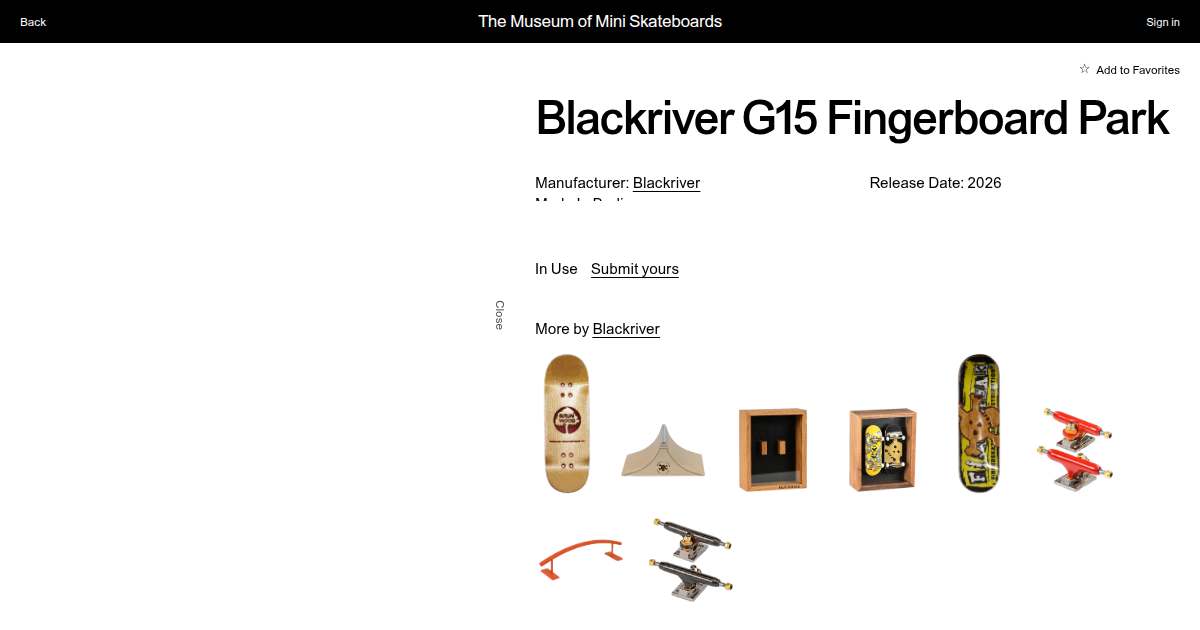 Back
The Museum of Mini Skateboards
Sign in
☆ Add to Favorites
Blackriver G15 Fingerboard Park
Manufacturer: Blackriver
Release Date: 2026
In Use Submit yours
Close
More by Blackriver